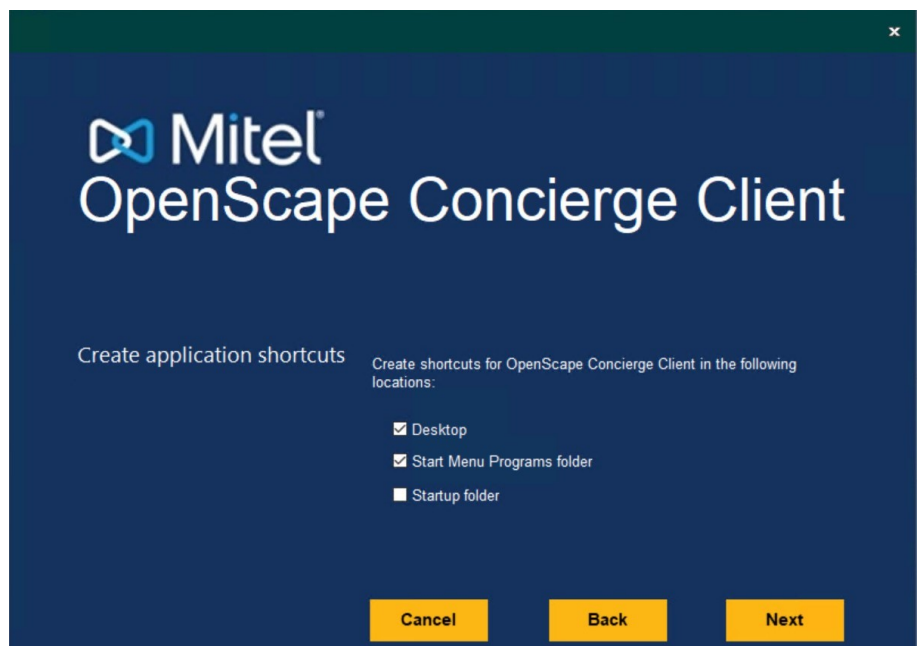 x
Mitel®
OpenScape Concierge Client
Create application shortcuts
Create shortcuts for OpenScape Concierge Client in the following
locations:
Desktop
Start Menu Programs folder
Startup folder
Cancel
Back
Next